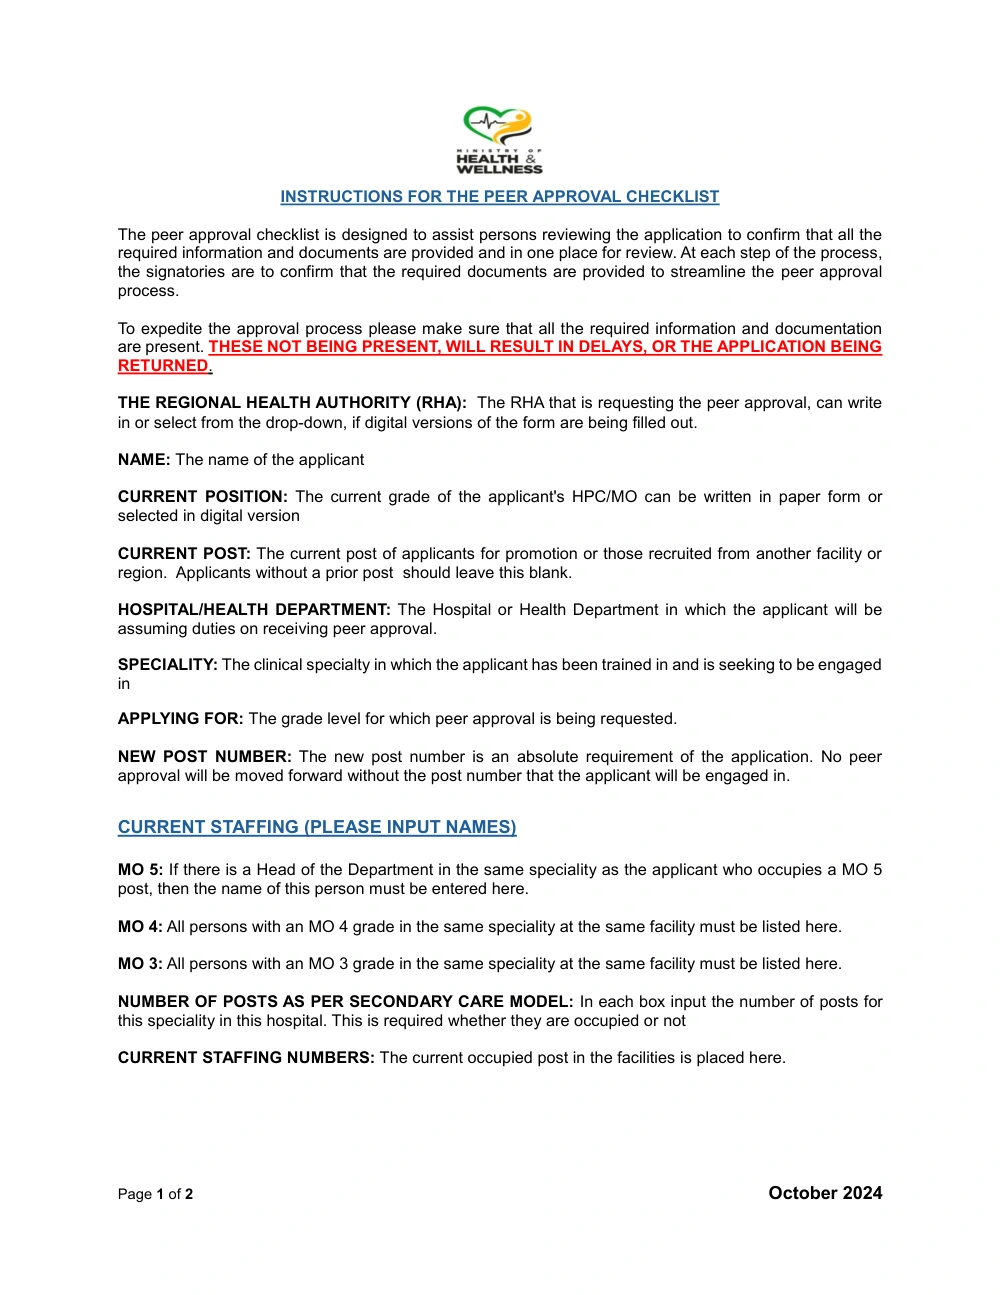 MINISTRY OF
HEALTH &
WELLNESS
INSTRUCTIONS FOR THE PEER APPROVAL CHECKLIST
The peer approval checklist is designed to assist persons reviewing the application to confirm that all the
required information and documents are provided and in one place for review. At each step of the process,
the signatories are to confirm that the required documents are provided to streamline the peer approval
process.
To expedite the approval process please make sure that all the required information and documentation
are present. THESE NOT BEING PRESENT, WILL RESULT IN DELAYS, OR THE APPLICATION BEING
RETURNED.
THE REGIONAL HEALTH AUTHORITY (RHA): The RHA that is requesting the peer approval, can write
in or select from the drop-down, if digital versions of the form are being filled out.
NAME: The name of the applicant
CURRENT POSITION: The current grade of the applicant's HPC/MO can be written in paper form or
selected in digital version
CURRENT POST: The current post of applicants for promotion or those recruited from another facility or
region. Applicants without a prior post should leave this blank.
HOSPITAL/HEALTH DEPARTMENT: The Hospital or Health Department in which the applicant will be
assuming duties on receiving peer approval.
SPECIALITY: The clinical specialty in which the applicant has been trained in and is seeking to be engaged
in
APPLYING FOR: The grade level for which peer approval is being requested.
NEW POST NUMBER: The new post number is an absolute requirement of the application. No peer
approval will be moved forward without the post number that the applicant will be engaged in.
CURRENT STAFFING (PLEASE INPUT NAMES)
MO 5: If there is a Head of the Department in the same speciality as the applicant who occupies a MO 5
post, then the name of this person must be entered here.
MO 4: All persons with an MO 4 grade in the same speciality at the same facility must be listed here.
MO 3: All persons with an MO 3 grade in the same speciality at the same facility must be listed here.
NUMBER OF POSTS AS PER SECONDARY CARE MODEL: In each box input the number of posts for
this speciality in this hospital. This is required whether they are occupied or not
CURRENT STAFFING NUMBERS: The current occupied post in the facilities is placed here.
Page 1 of 2
October 2024